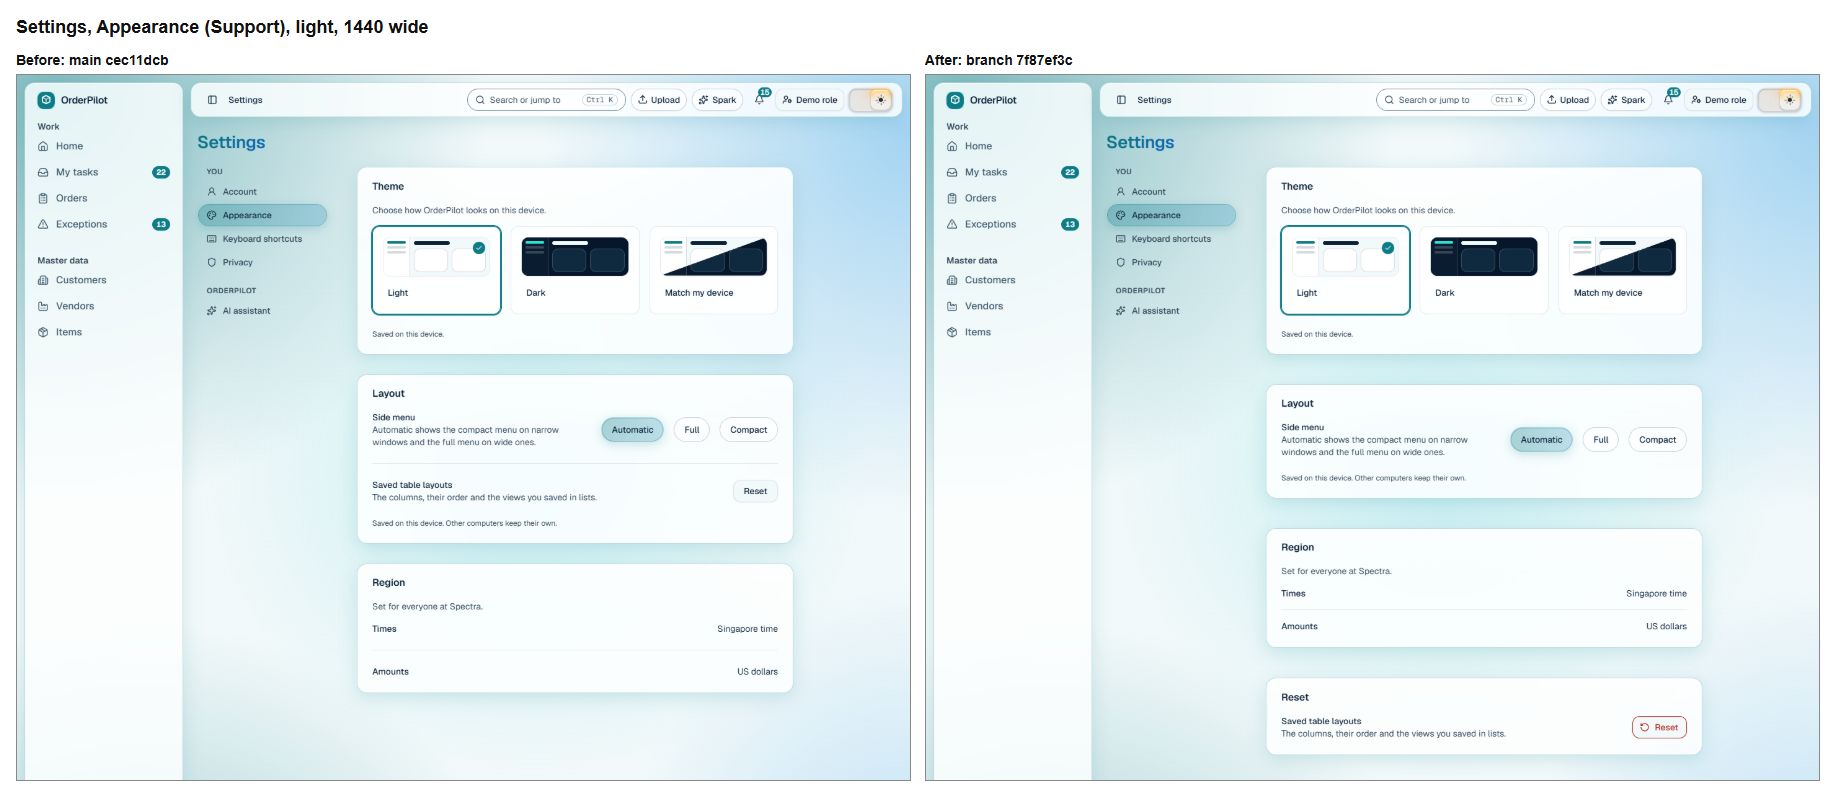 Settings, Appearance (Support), light, 1440 wide
Before: main cec11dcb
OrderPilot
Settings
Search or jump to
Ctrl K
Upload
Spark
15
Demo role
Work
Home
My tasks
22
Orders
Exceptions
13
Master data
Customers
Vendors
Items
Settings
YOU
Account
Appearance
Keyboard shortcuts
Privacy
ORDERPILOT
AI assistant
Theme
Choose how OrderPilot looks on this device.
Light
Dark
Match my device
Saved on this device.
Layout
Side menu
Automatic shows the compact menu on narrow
windows and the full menu on wide ones.
Automatic
Full
Compact
Saved table layouts
The columns, their order and the views you saved in lists.
Reset
Saved on this device. Other computers keep their own.
Region
Set for everyone at Spectra.
Times
Singapore time
Amounts
US dollars
After: branch 7f87ef3c
OrderPilot
Settings
Search or jump to
Ctrl K
Upload
Spark
15
Demo role
Work
Home
My tasks
22
Orders
Exceptions
13
Master data
Customers
Vendors
Items
Settings
YOU
Account
Appearance
Keyboard shortcuts
Privacy
ORDERPILOT
AI assistant
Theme
Choose how OrderPilot looks on this device.
Light
Dark
Match my device
Saved on this device.
Layout
Side menu
Automatic shows the compact menu on narrow
windows and the full menu on wide ones.
Automatic
Full
Compact
Saved on this device. Other computers keep their own.
Region
Set for everyone at Spectra.
Times
Singapore time
Amounts
US dollars
Reset
Saved table layouts
The columns, their order and the views you saved in lists.
Reset